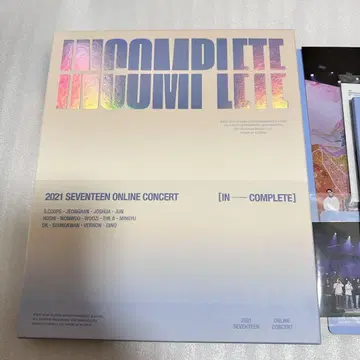 INCOMPLETE
INCOMPLETE
2021 SEVENTEEN ONLINE CONCERT
[IN — COMPLETE]
S.COUPS · JEONGHAN · JOSHUA · JUN
HOSHI · WONWOO · WOOZI · THE 8 · MINGYU
DK · SEUNGKWAN · VERNON · DINO
2021
SEVENTEEN
ONLINE
CONCERT